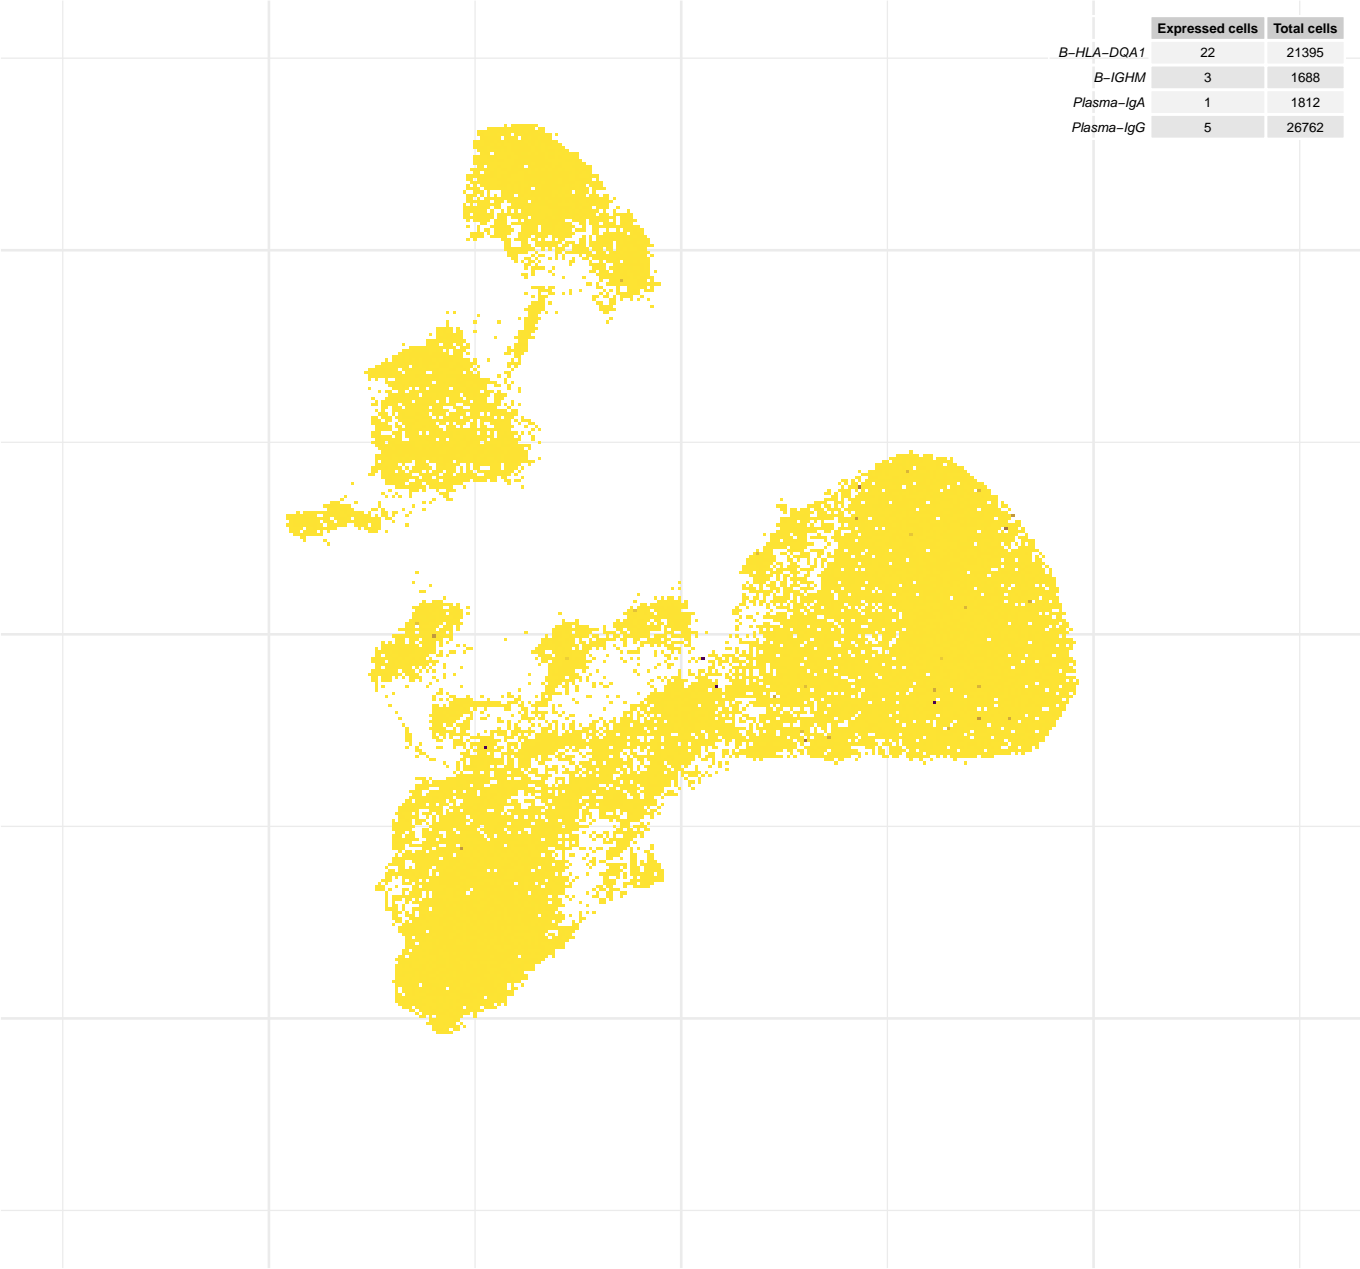 Expressed cells Total cells
B−HLA−DQA1 22 21395
B−IGHM 3 1688
Plasma−IgA 1 1812
Plasma−IgG 5 26762